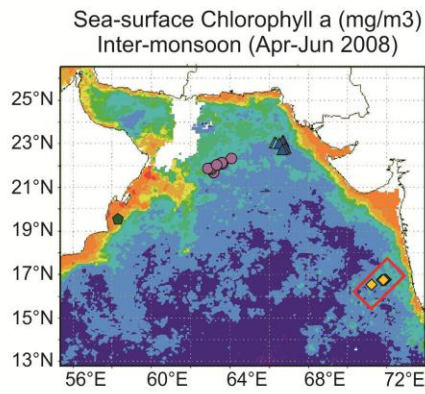 Sea-surface Chlorophyll a (mg/m3)
Inter-monsoon (Apr-Jun 2008)
25°N
23°N
21°N
19°N
17°N
15°N
13°N
56°E 60°E 64°E 68°E 72°E